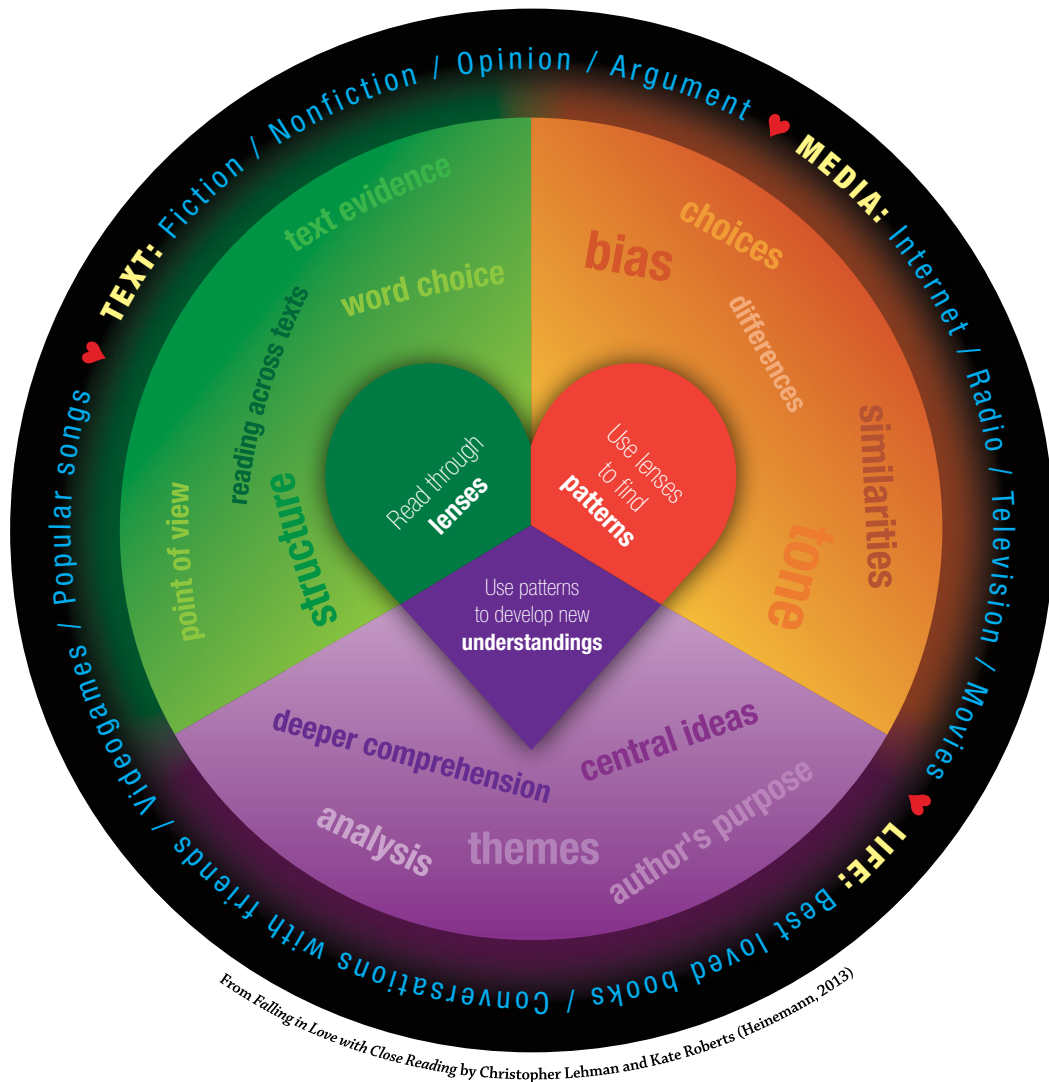 TEXT: Fiction / Nonfiction / Opinion / Argument
MEDIA: Internet / Radio / Television / Movies
LIFE: Best loved books / Conversations with friends / Videogames / Popular songs
text evidence
word choice
reading across texts
structure
point of view
bias
choices
differences
similarities
tone
Read through
lenses
Use lenses
to find
patterns
Use patterns
to develop new
understandings
deeper comprehension
central ideas
analysis
themes
author's purpose
From Falling in Love with Close Reading by Christopher Lehman and Kate Roberts (Heinemann, 2013)